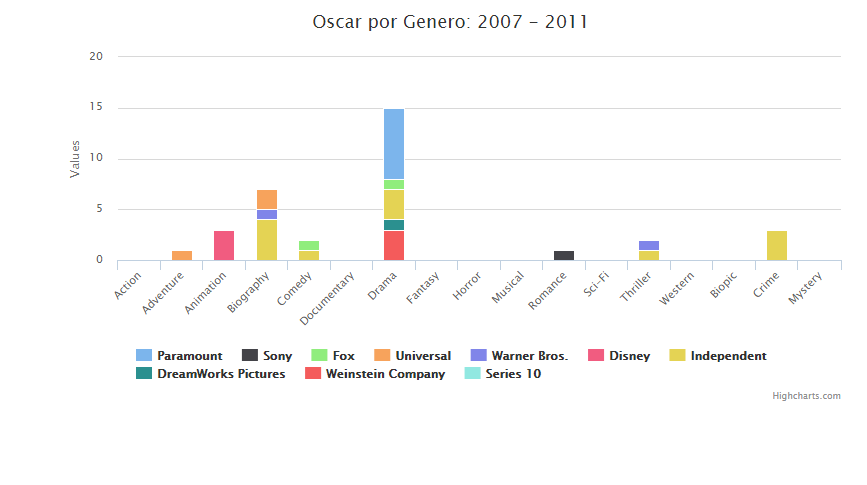 Oscar por Genero: 2007 - 2011
Values
20
15
10
5
0
Action
Adventure
Animation
Biography
Comedy
Documentary
Drama
Fantasy
Horror
Musical
Romance
Sci-Fi
Thriller
Western
Biopic
Crime
Mystery
Paramount Sony Fox Universal Warner Bros. Disney Independent
DreamWorks Pictures Weinstein Company Series 10
Highcharts.com